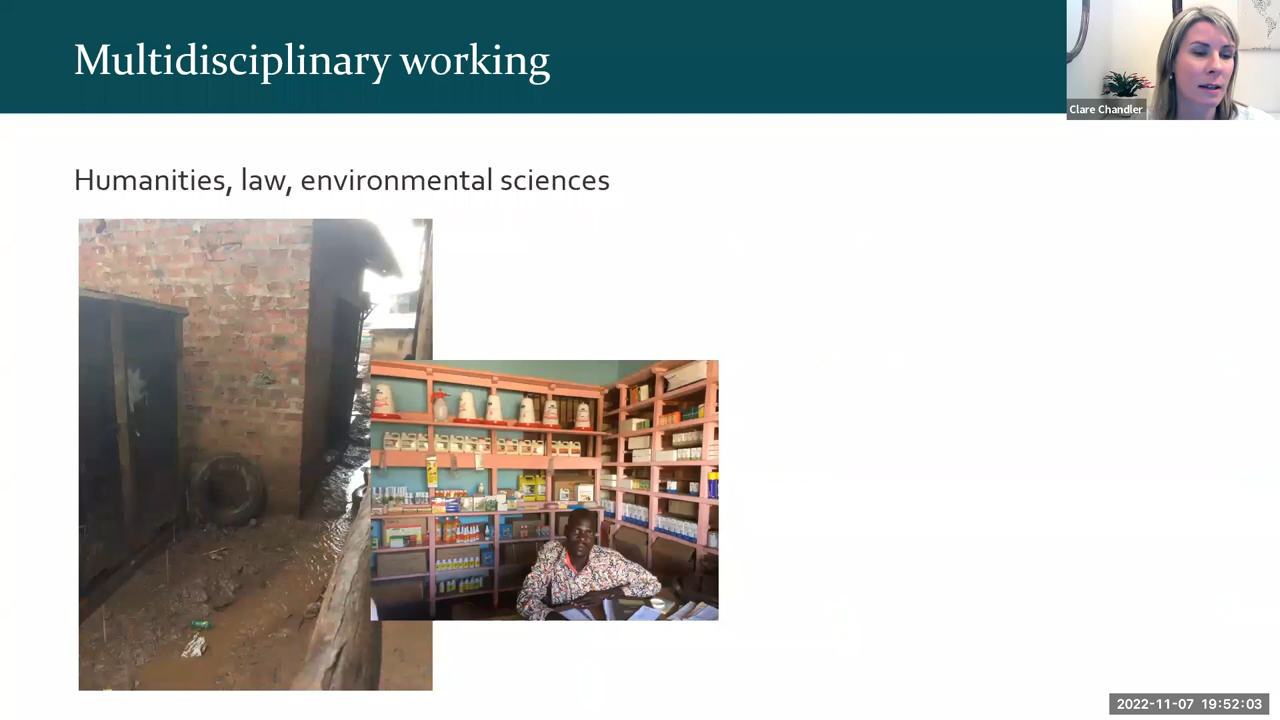 Multidisciplinary working
Clare Chandler
Humanities, law, environmental sciences
2022-11-07 19:52:03